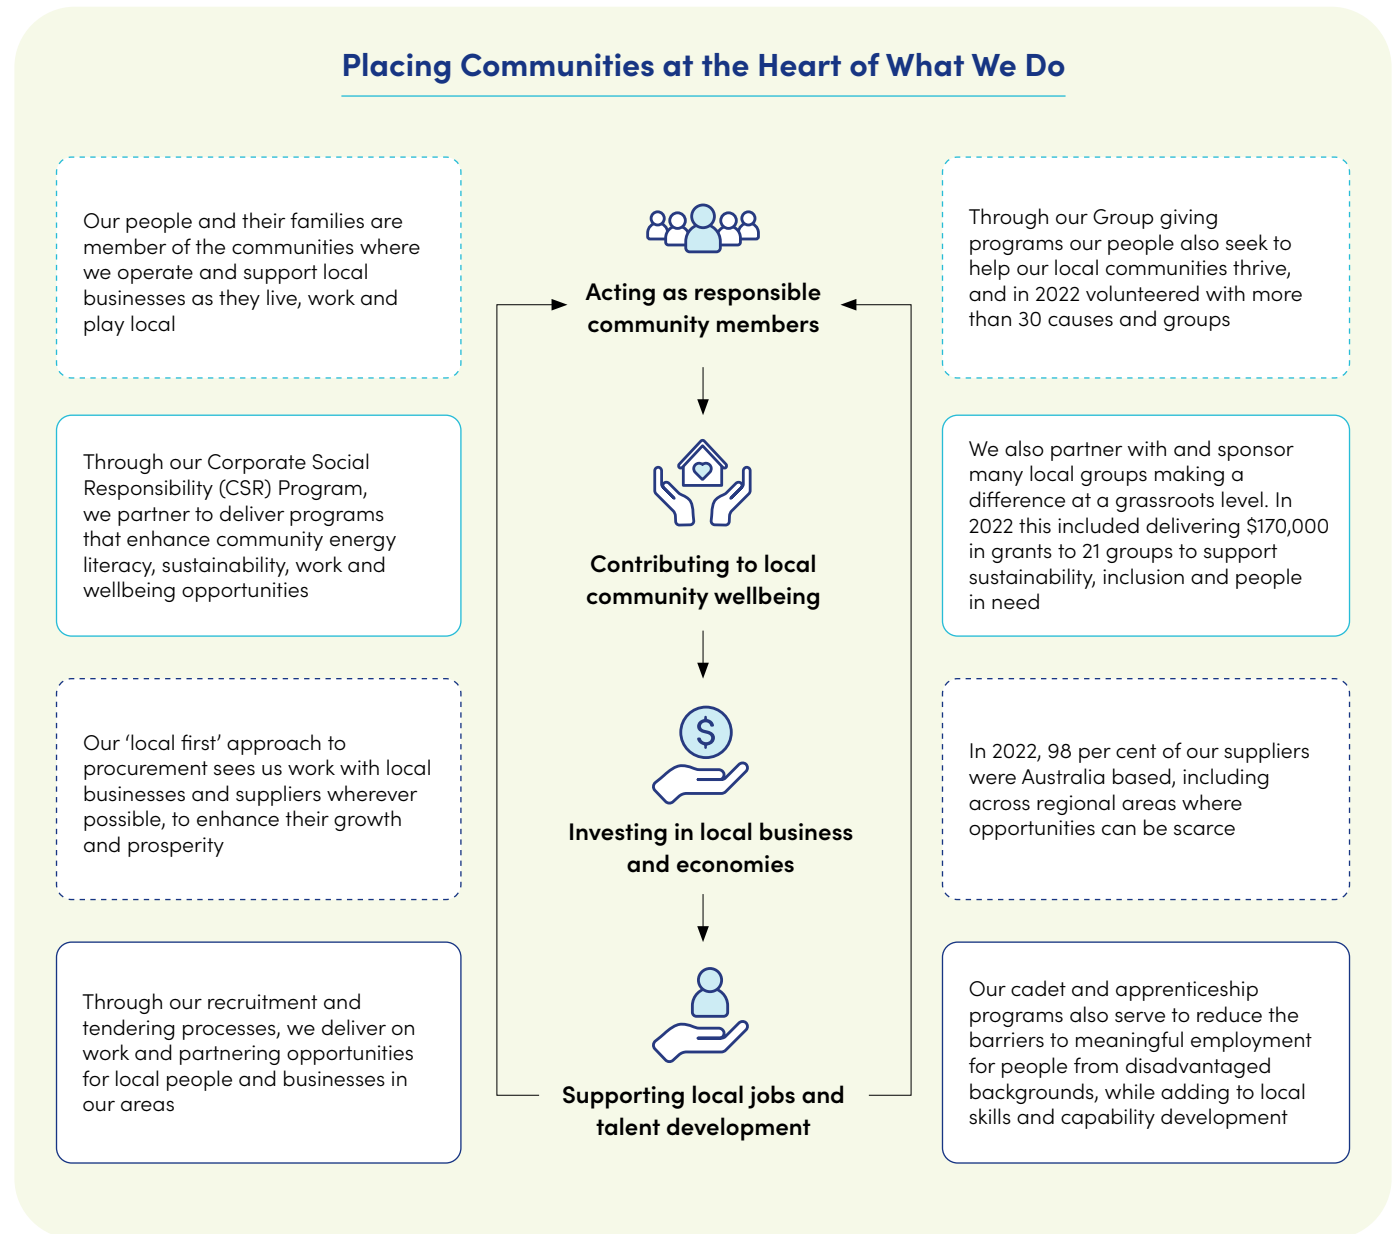 Placing Communities at the Heart of What We Do
Our people and their families are
member of the communities where
we operate and support local
businesses as they live, work and
play local
Acting as responsible
community members
Through our Group giving
programs our people also seek to
help our local communities thrive,
and in 2022 volunteered with more
than 30 causes and groups
Through our Corporate Social
Responsibility (CSR) Program,
we partner to deliver programs
that enhance community energy
literacy, sustainability, work and
wellbeing opportunities
Contributing to local
community wellbeing
We also partner with and sponsor
many local groups making a
difference at a grassroots level. In
2022 this included delivering $170,000
in grants to 21 groups to support
sustainability, inclusion and people
in need
Our ‘local first’ approach to
procurement sees us work with local
businesses and suppliers wherever
possible, to enhance their growth
and prosperity
$
Investing in local business
and economies
In 2022, 98 per cent of our suppliers
were Australia based, including
across regional areas where
opportunities can be scarce
Through our recruitment and
tendering processes, we deliver on
work and partnering opportunities
for local people and businesses in
our areas
Supporting local jobs and
talent development
Our cadet and apprenticeship
programs also serve to reduce the
barriers to meaningful employment
for people from disadvantaged
backgrounds, while adding to local
skills and capability development